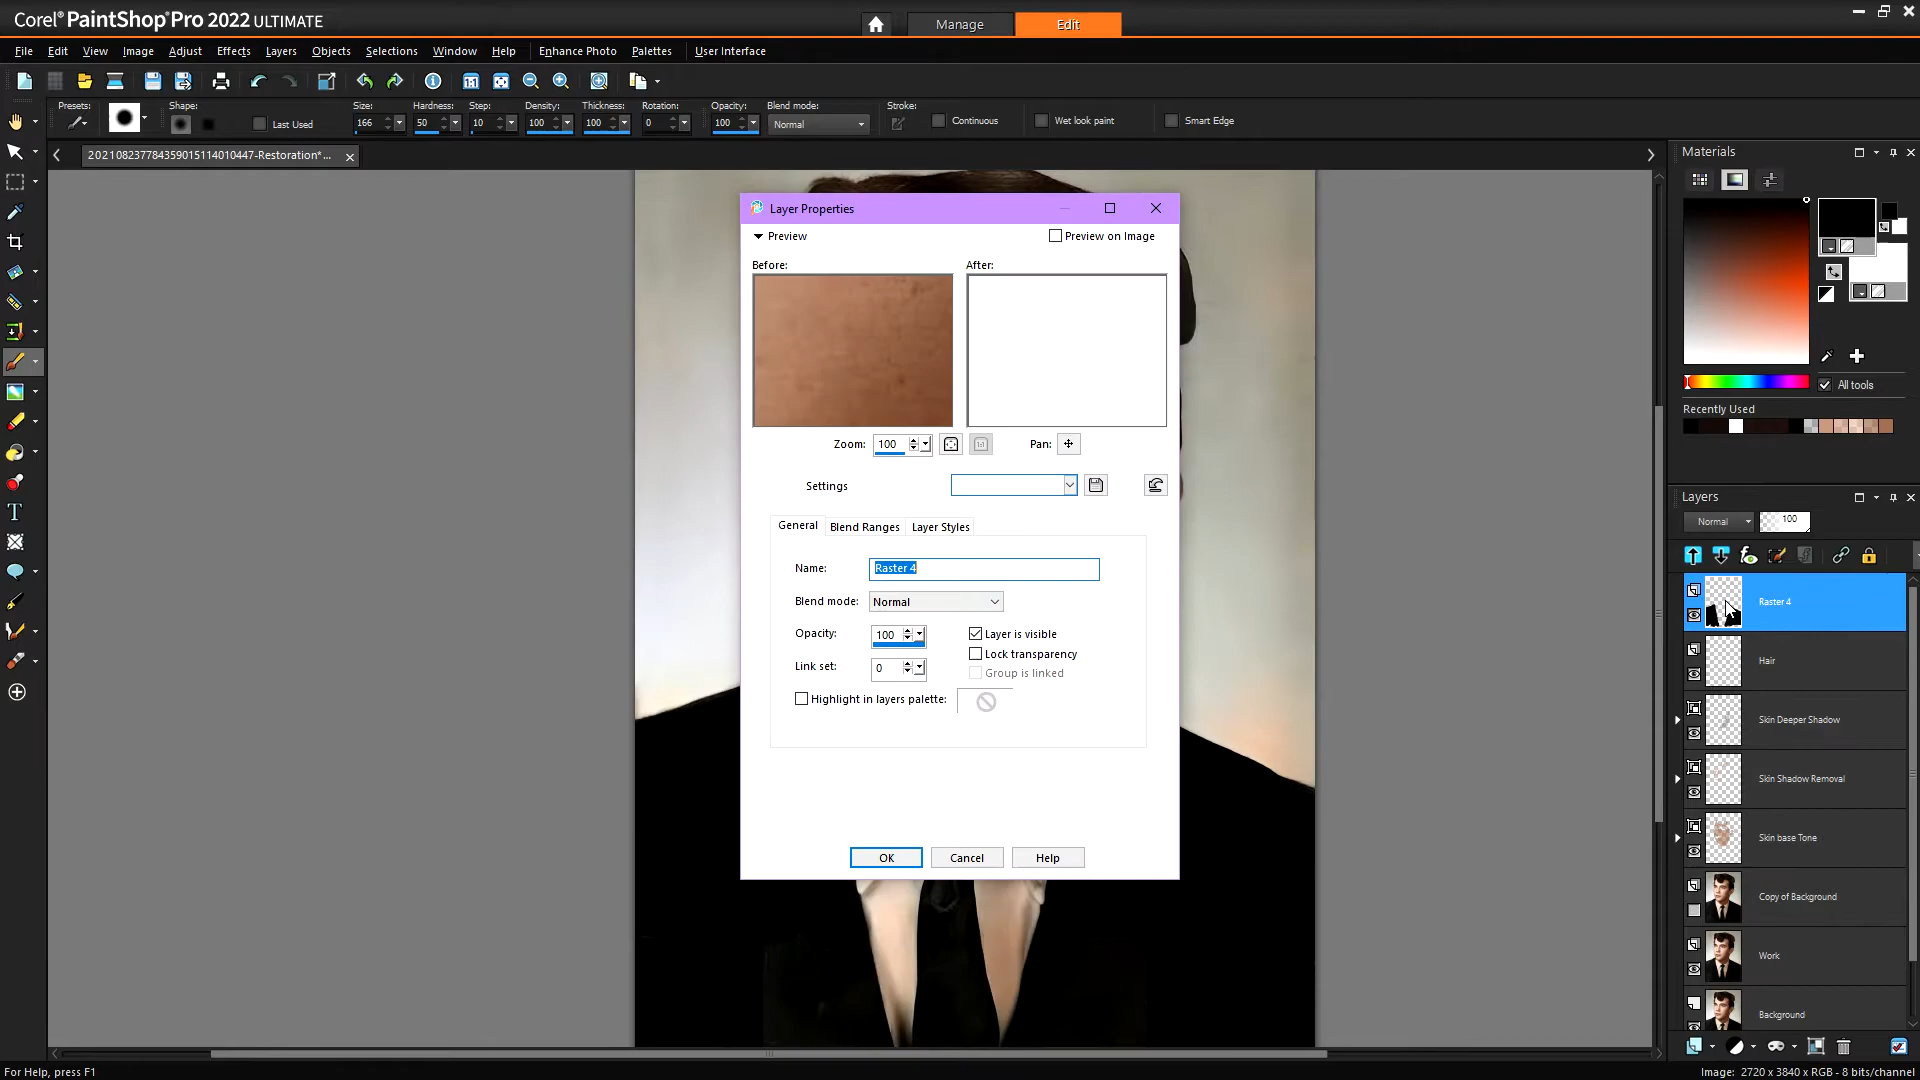 Corel® PaintShop® Pro 2022 ULTIMATE
Manage
Edit
File Edit View Image Adjust Effects Layers Objects Selections Window Help Enhance Photo Palettes User Interface
Presets: Shape: Size: Hardness: Step: Density: Thickness: Rotation: Opacity: Blend mode: Stroke:
Last Used 166 50 10 100 100 0 100 Normal Continuous Wet look paint Smart Edge
20210823778435901511401044​7-Restoration*...
Materials
All tools
Recently Used
Layer Properties
Preview
Preview on Image
Before:
After:
Zoom: 100
Pan:
Settings
General Blend Ranges Layer Styles
Name: Raster 4
Blend mode: Normal
Opacity: 100
Layer is visible
Lock transparency
Link set: 0
Group is linked
Highlight in layers palette:
OK Cancel Help
Layers
Normal 100
Raster 4
Hair
Skin Deeper Shadow
Skin Shadow Removal
Skin base Tone
Copy of Background
Work
Background
For Help, press F1
Image: 2720 x 3840 x RGB - 8 bits/channel